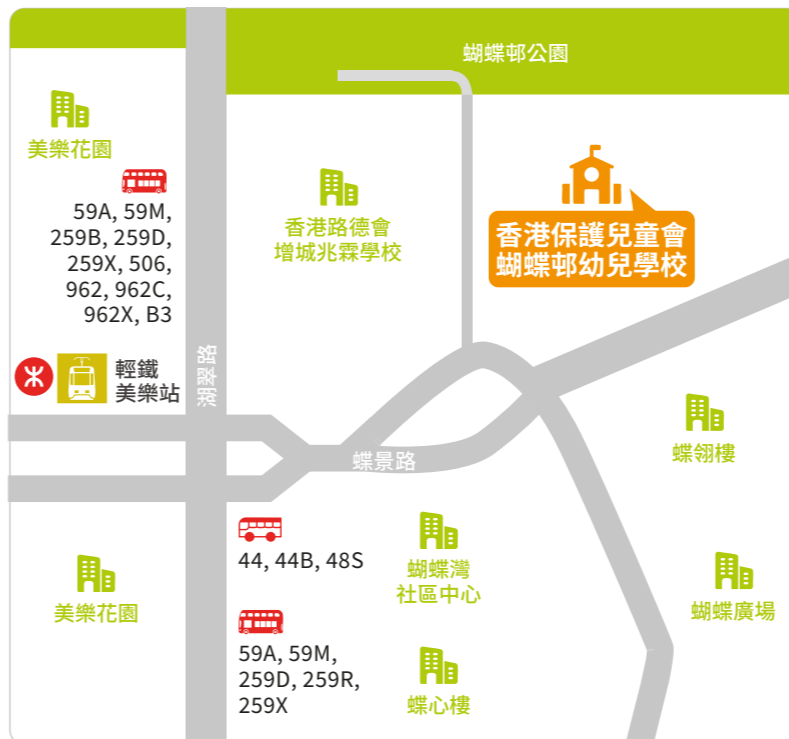 蝴蝶邨公園
美樂花園
59A, 59M,
259B, 259D,
259X, 506,
962, 962C,
962X, B3
輕鐵
美樂站
湖翠路
香港路德會
增城兆霖學校
香港保護兒童會
蝴蝶邨幼兒學校
蝶景路
蝶翎樓
美樂花園
44, 44B, 48S
59A, 59M,
259D, 259R,
259X
蝴蝶灣
社區中心
蝶心樓
蝴蝶廣場